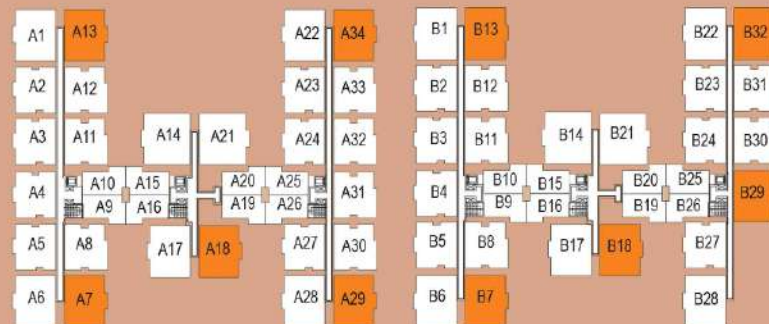 A1 A13 A22 A34 B1 B13 B22 B32
A2 A12 A23 A33 B2 B12 B23 B31
A3 A11 A14 A21 A24 A32 B3 B11 B14 B21 B24 B30
A10 A15 A20 A25 B10 B15 B20 B25
A4 A31 B4 B29
A9 A16 A19 A26 B9 B16 B19 B26
A5 A8 A17 A18 A27 A30 B5 B8 B17 B18 B27
A6 A7 A28 A29 B6 B7 B28